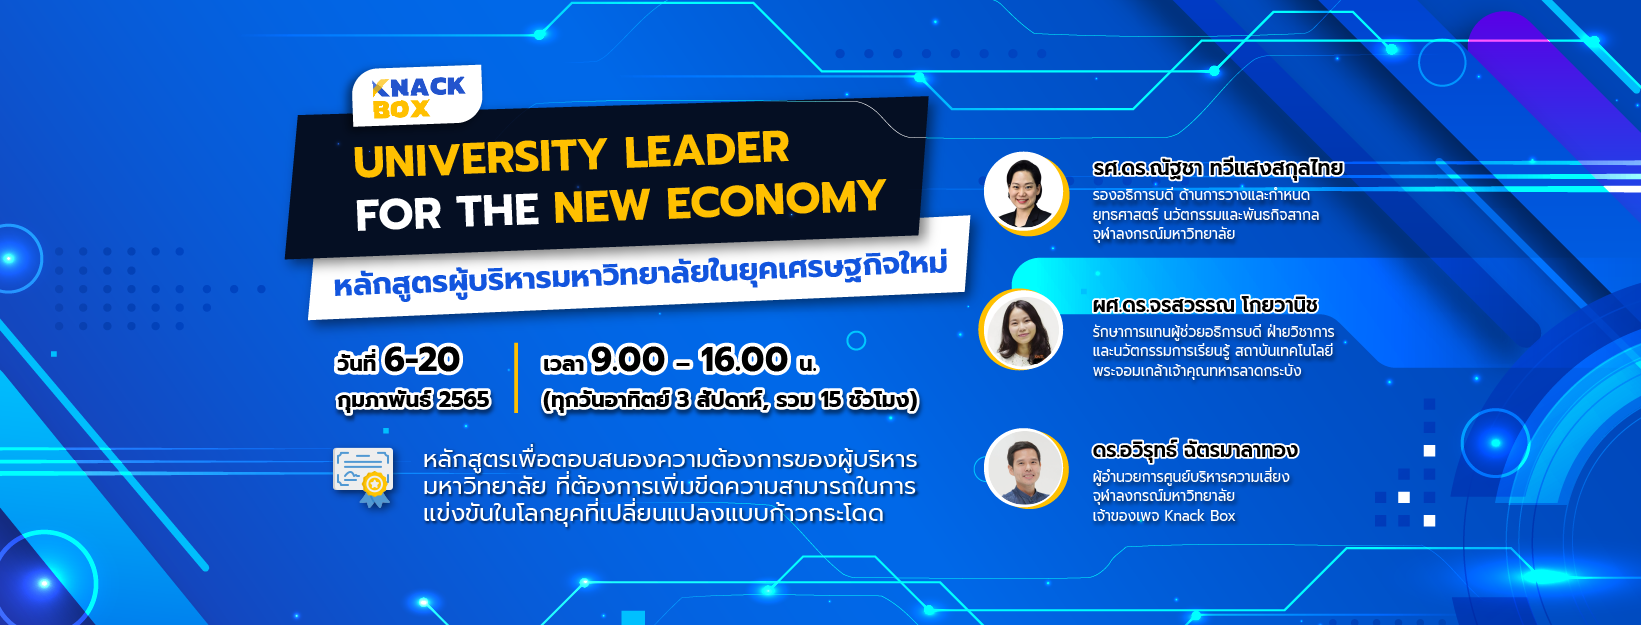 KNACK
BOX
UNIVERSITY LEADER
FOR THE NEW ECONOMY
หลักสูตรผู้บริหารมหาวิทยาลัยในยุคเศรษฐกิจใหม่
วันที่ 6-20
กุมภาพันธ์ 2565
เวลา 9.00 – 16.00 น.
(ทุกวันอาทิตย์ 3 สัปดาห์, รวม 15 ชั่วโมง)
หลักสูตรเพื่อตอบสนองความต้องการของผู้บริหาร
มหาวิทยาลัย ที่ต้องการเพิ่มขีดความสามารถในการ
แข่งขันในโลกยุคที่เปลี่ยนแปลงแบบก้าวกระโดด
รศ.ดร.ณัฐชา ทวีแสงสกุลไทย
รองอธิการบดี ด้านการวางและกำหนด
ยุทธศาสตร์ นวัตกรรมและพันธกิจสากล
จุฬาลงกรณ์มหาวิทยาลัย
ผศ.ดร.จรสวรรณ โกยวานิช
รักษาการแทนผู้ช่วยอธิการบดี ฝ่ายวิชาการ
และนวัตกรรมการเรียนรู้ สถาบันเทคโนโลยี
พระจอมเกล้าเจ้าคุณทหารลาดกระบัง
ดร.อวิรุทธ์ ฉัตรมาลาทอง
ผู้อำนวยการศูนย์บริหารความเสี่ยง
จุฬาลงกรณ์มหาวิทยาลัย
เจ้าของเพจ Knack Box